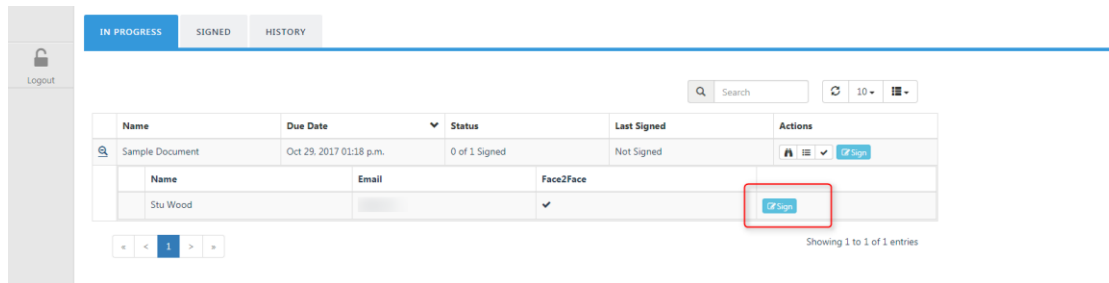 IN PROGRESS SIGNED HISTORY
Logout
Search 10
Name Due Date Status Last Signed Actions
Sample Document Oct 29. 2017 01:18 p.m. 0 of 1 Signed Not Signed Sign
Name Email Face2Face
Stu Wood Sign
« < 1 > »
Showing 1 to 1 of 1 entries